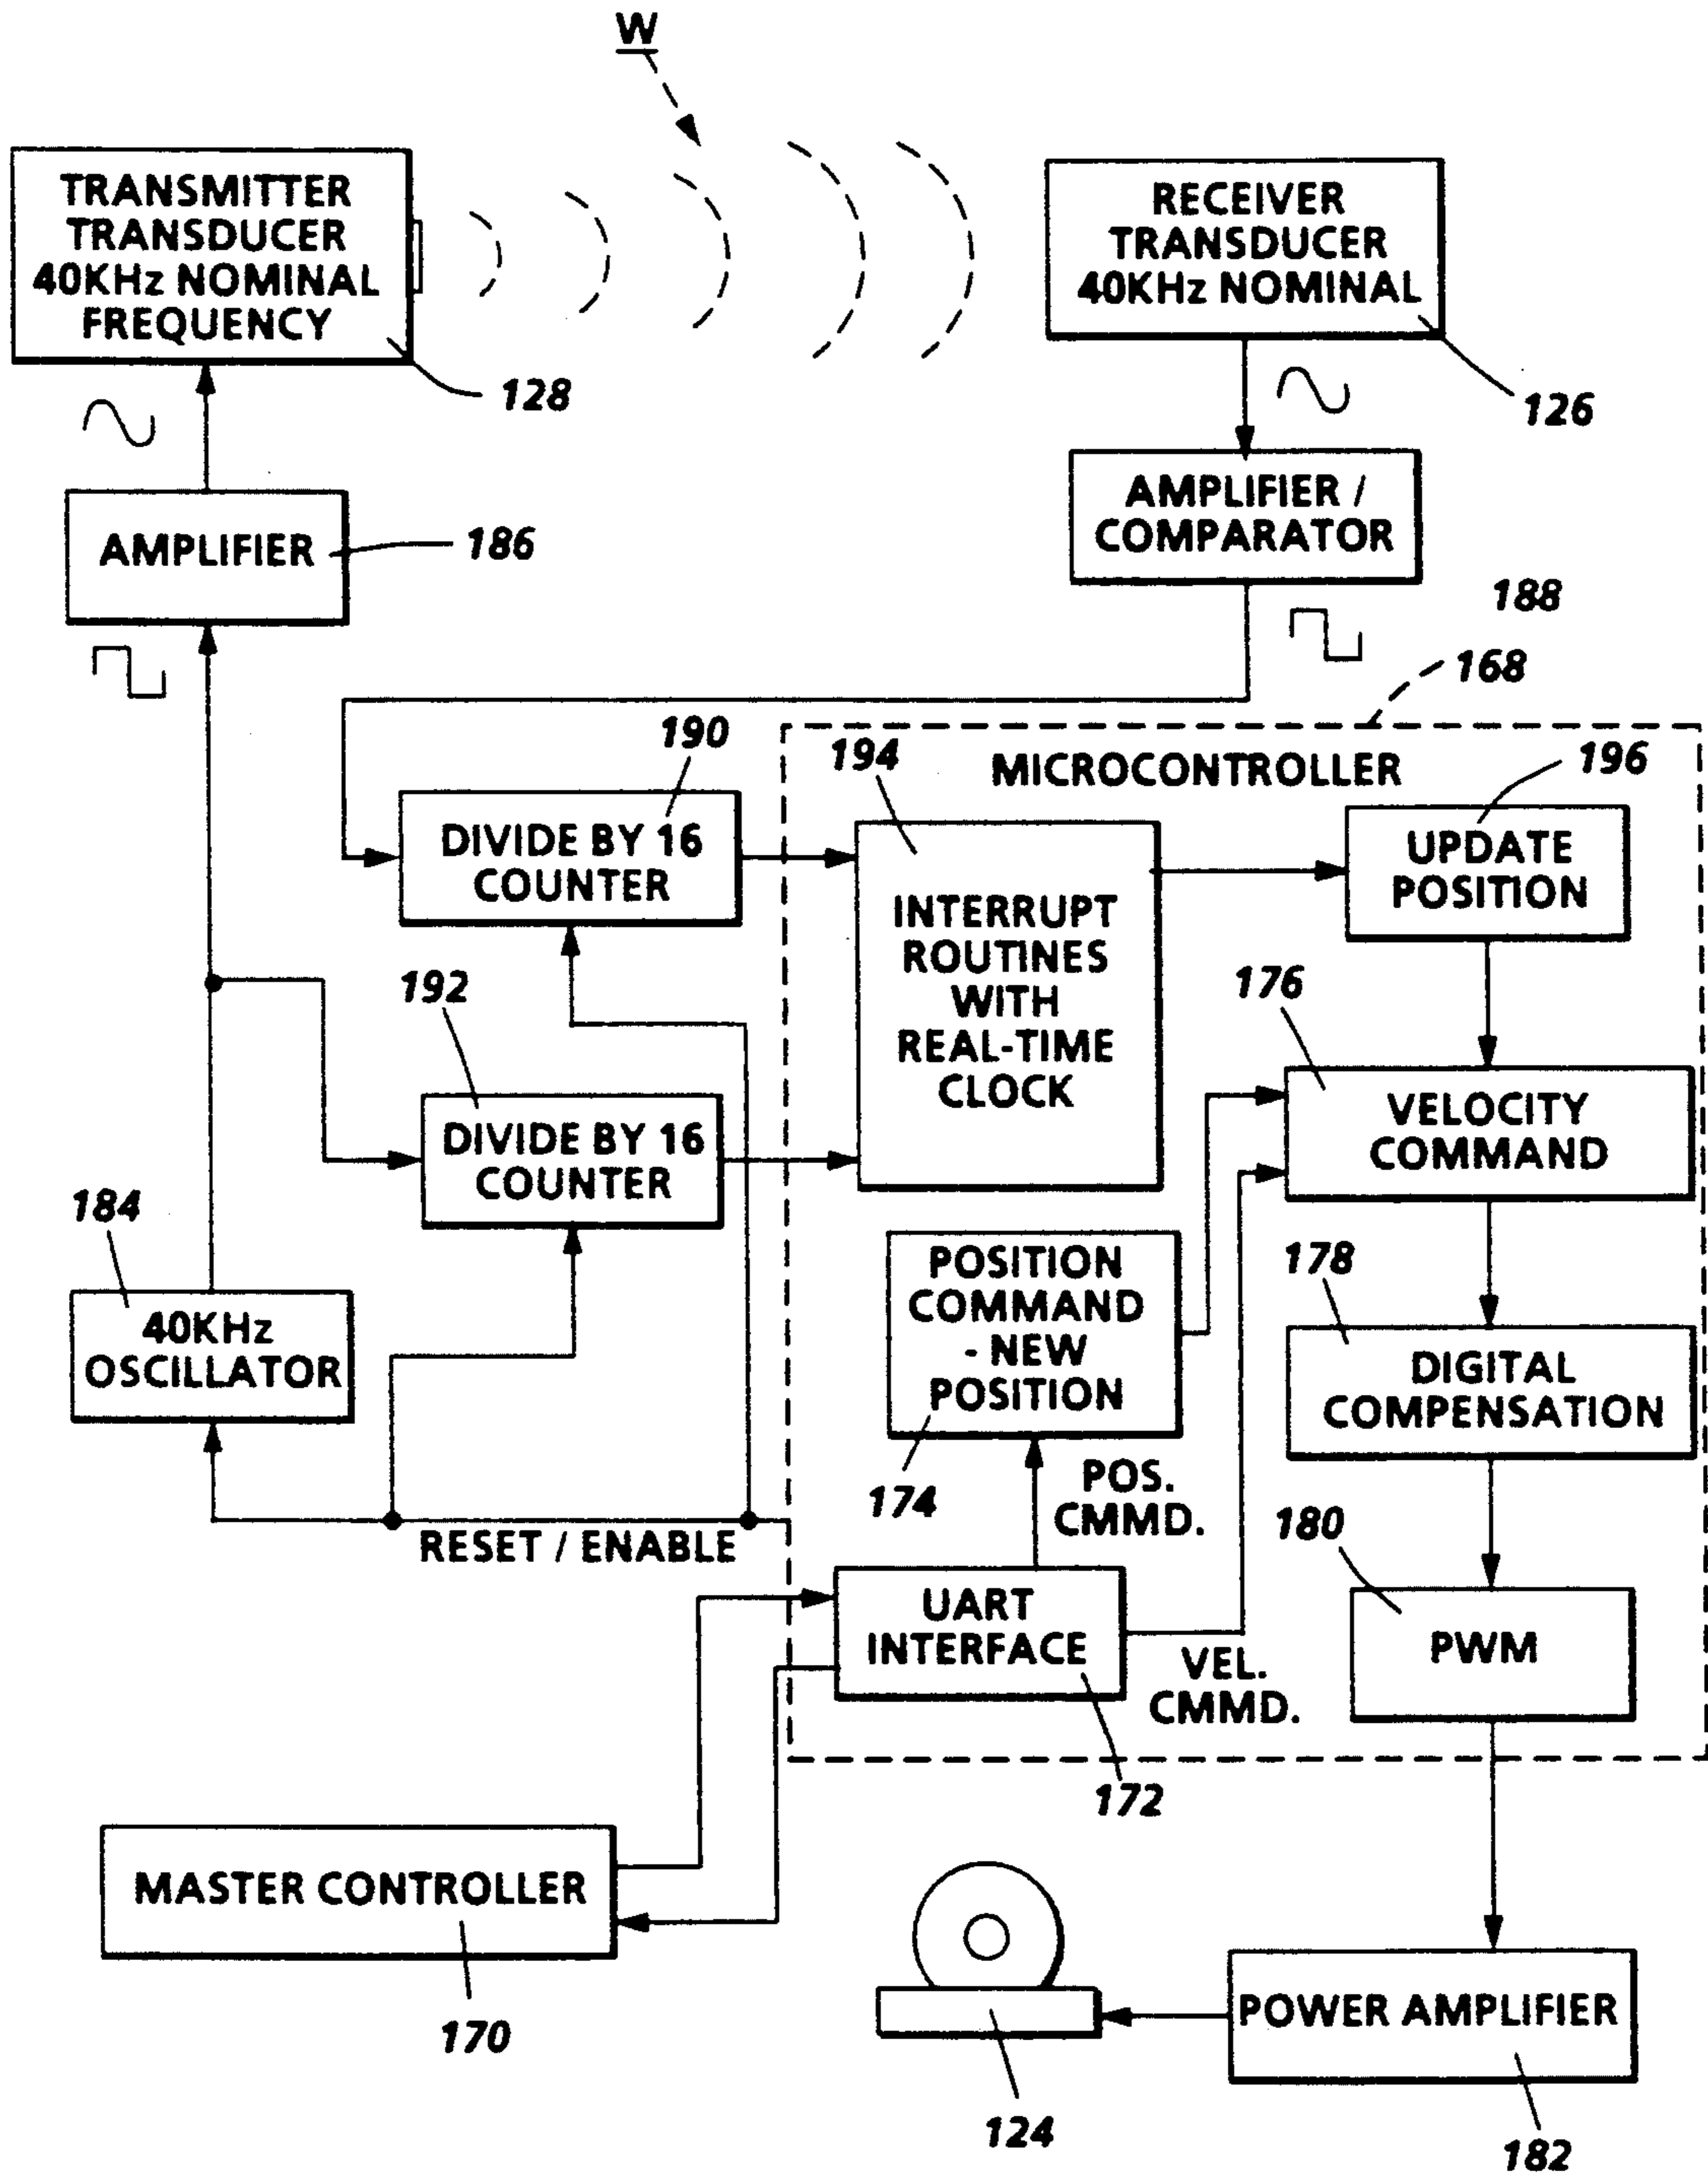 W
TRANSMITTER
TRANSDUCER
40KHz NOMINAL
FREQUENCY
128
RECEIVER
TRANSDUCER
40KHz NOMINAL
126
AMPLIFIER
186
AMPLIFIER /
COMPARATOR
188
168
MICROCONTROLLER
190
DIVIDE BY 16
COUNTER
194
INTERRUPT
ROUTINES
WITH
REAL-TIME
CLOCK
196
UPDATE
POSITION
192
DIVIDE BY 16
COUNTER
176
VELOCITY
COMMAND
184
40KHz
OSCILLATOR
POSITION
COMMAND
- NEW
POSITION
174
178
DIGITAL
COMPENSATION
POS.
CMMD.
RESET / ENABLE
180
PWM
UART
INTERFACE
172
VEL.
CMMD.
MASTER CONTROLLER
170
124
POWER AMPLIFIER
182